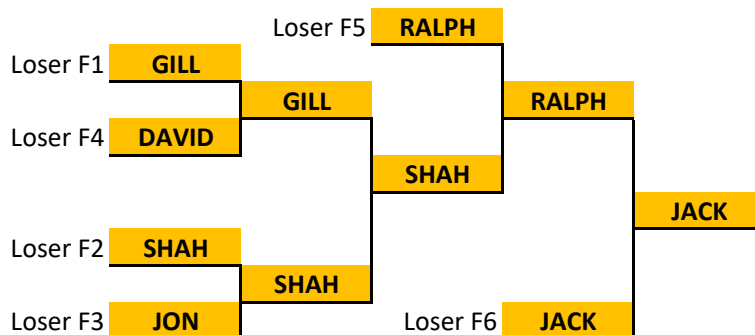 Loser F5 RALPH
Loser F1 GILL
GILL RALPH
Loser F4 DAVID
SHAH
JACK
Loser F2 SHAH
SHAH
Loser F3 JON Loser F6 JACK